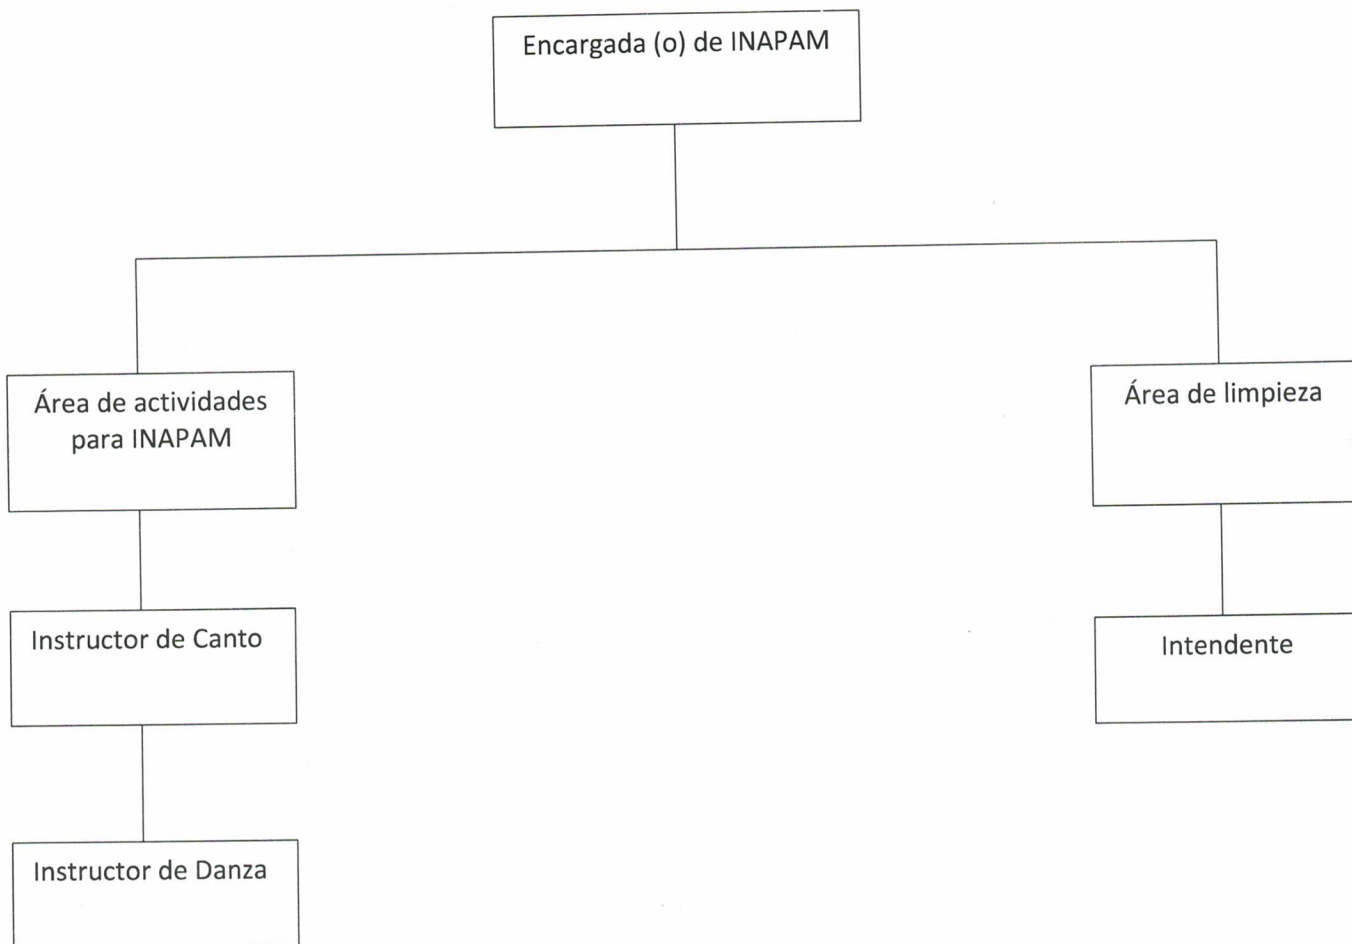 Encargada (o) de INAPAM
Área de actividades
para INAPAM
Área de limpieza
Instructor de Canto
Intendente
Instructor de Danza